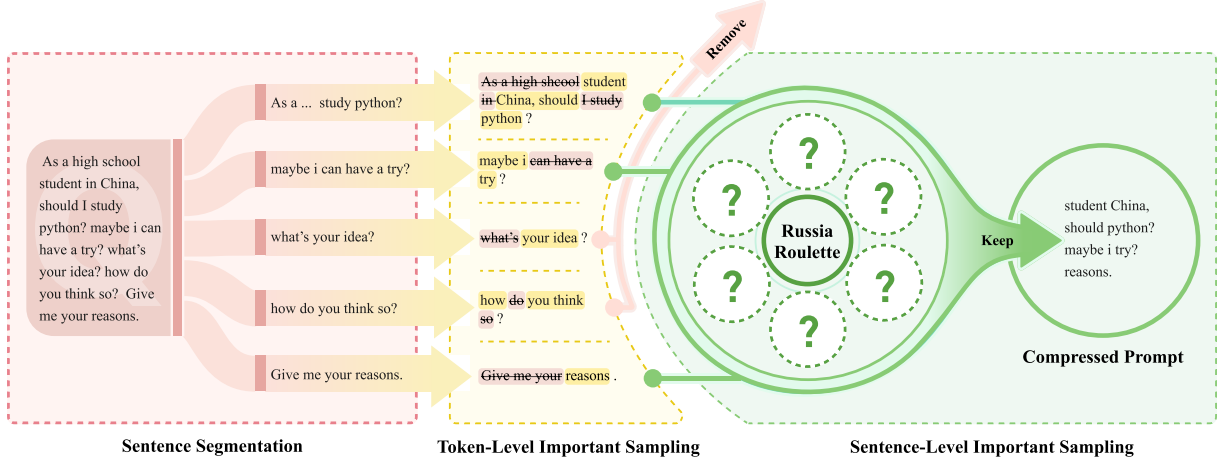 As a high school
student in China,
should I study
python? maybe i can
have a try? what's
your idea? how do
you think so? Give
me your reasons.
Q
As a ... study python?
maybe i can have a try?
what's your idea?
how do you think so?
Give me your reasons.
Sentence Segmentation
As a high shcool student
in China, should I study
python ?
maybe i can have a
try ?
what's your idea ?
how do you think
so ?
Give me your reasons .
Token-Level Important Sampling
Remove
?
?
?
?
?
?
Russia
Roulette
Keep
student China,
should python?
maybe i try?
reasons.
Compressed Prompt
Sentence-Level Important Sampling